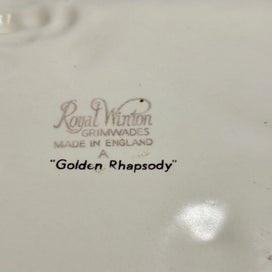 Royal Winton
GRIMWADES
MADE IN ENGLAND
A
"Golden Rhapsody"